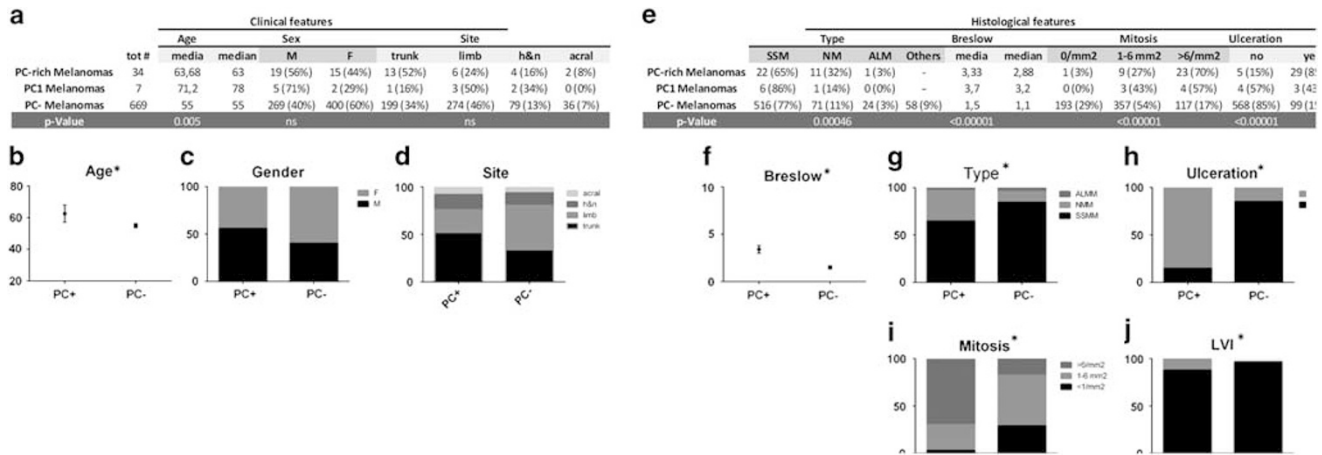 a
Clinical features
Age Sex Site
tot # media median M F trunk limb h&n acral
PC-rich Melanomas 34 63,68 63 19 (56%) 15 (44%) 13 (52%) 6 (24%) 4 (16%) 2 (8%)
PC1 Melanomas 7 71,2 78 5 (71%) 2 (29%) 1 (16%) 3 (50%) 2 (34%) 0 (0%)
PC- Melanomas 669 55 55 269 (40%) 400 (60%) 199 (34%) 274 (46%) 79 (13%) 36 (7%)
p-Value 0.005 ns ns
e
Histological features
Type Breslow Mitosis Ulceration
SSM NM ALM Others media median 0/mm2 1-6 mm2 >6/mm2 no ye
PC-rich Melanomas 22 (65%) 11 (32%) 1 (3%) - 3,33 2,88 1 (3%) 9 (27%) 23 (70%) 5 (15%) 29 (8
PC1 Melanomas 6 (86%) 1 (14%) 0 (0%) - 3,7 3,2 0 (0%) 3 (43%) 4 (57%) 4 (57%) 3 (43
PC- Melanomas 516 (77%) 71 (11%) 24 (3%) 58 (9%) 1,5 1,1 193 (29%) 357 (54%) 117 (17%) 568 (85%) 99 (1
p-Value 0.00046 <0.00001 <0.00001 <0.00001
b
Age*
80
60
40
20
PC+ PC-
c
Gender
100
50
0
PC+ PC-
F
M
d
Site
100
50
0
PC+ PC-
acral
h&n
limb
trunk
f
Breslow*
10
5
0
PC+ PC-
g
Type*
100
50
0
PC+ PC-
ALMM
NMM
SSMM
h
Ulceration*
100
50
0
PC+ PC-
i
Mitosis*
100
50
0
>6/mm2
1-6 mm2
<1/mm2
j
LVI*
100
50
0